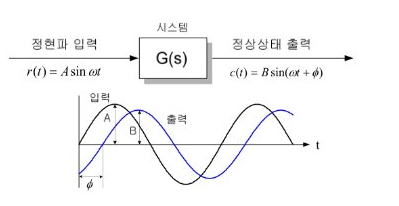 시스템
정현파 입력
G(s)
정상상태 출력
r(t) = A sin ωt
c(t) = B sin(ωt + ϕ)
입력
A
B
출력
t
ϕ